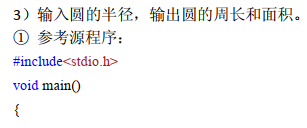 3）输入圆的半径，输出圆的周长和面积。
① 参考源程序：
#include<stdio.h>
void main()
{